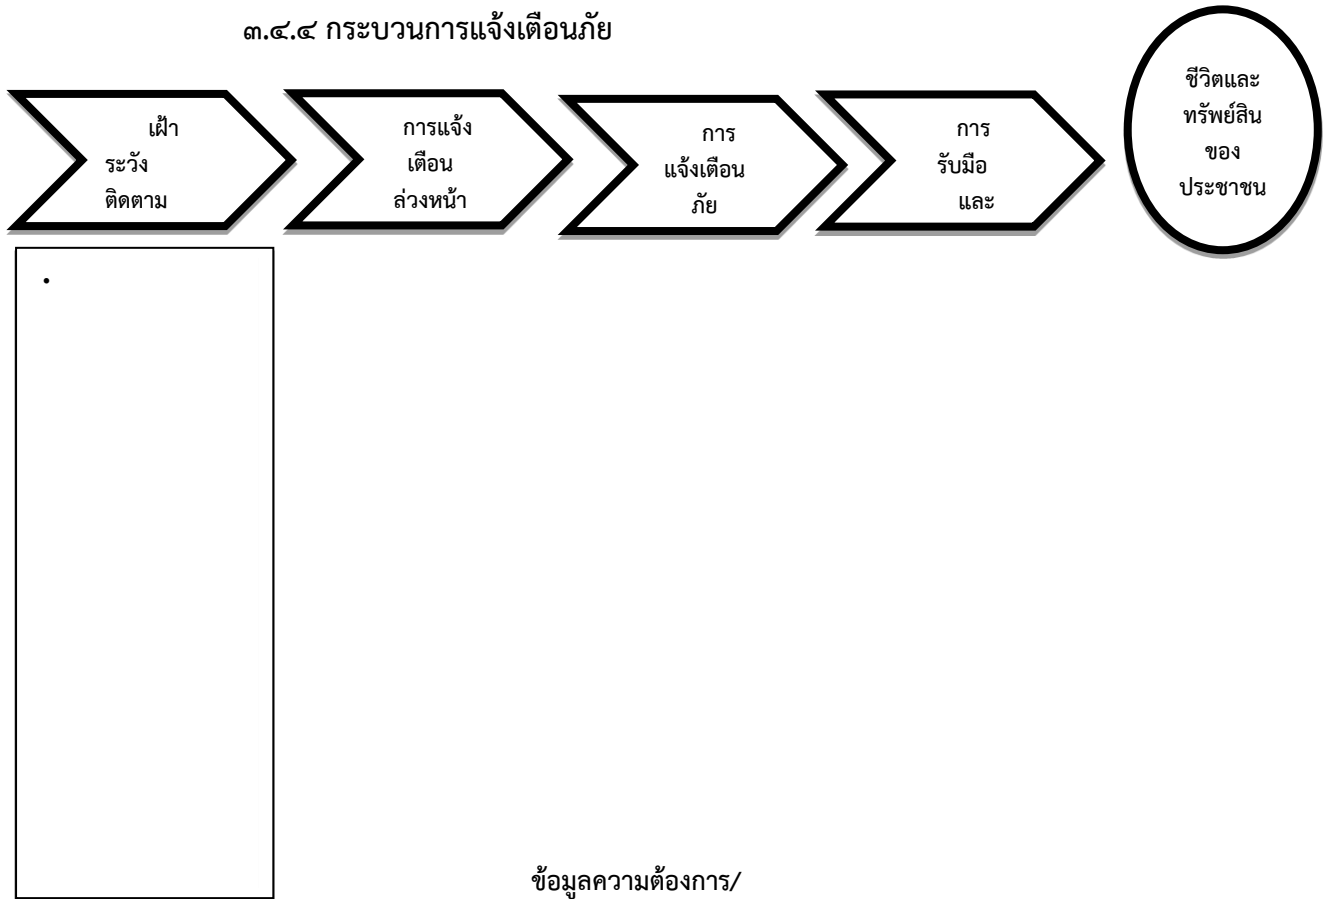 ๓.๔.๔ กระบวนการแจ้งเตือนภัย
เฝ้า
ระวัง
ติดตาม
การแจ้ง
เตือน
ล่วงหน้า
การ
แจ้งเตือน
ภัย
การ
รับมือ
และ
ชีวิตและ
ทรัพย์สิน
ของ
ประชาชน
•
ข้อมูลความต้องการ/